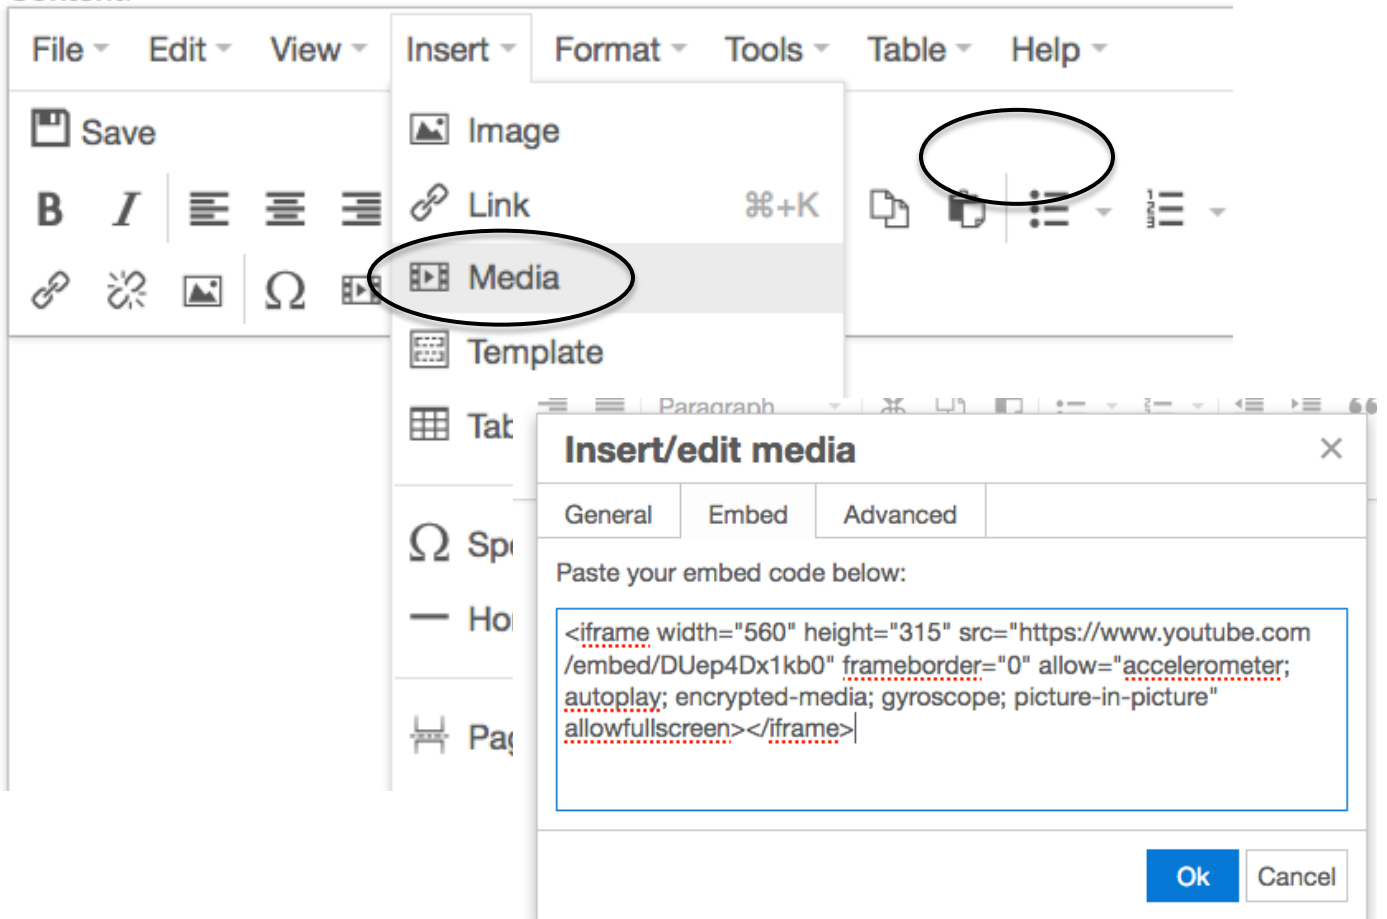 File Edit View Insert Format Tools Table Help
Save
Image
Link ⌘+K
Media
Template
Paragraph
Insert/edit media
General Embed Advanced
Paste your embed code below:
<iframe width="560" height="315" src="https://www.youtube.com
/embed/DUep4Dx1kb0" frameborder="0" allow="accelerometer;
autoplay; encrypted-media; gyroscope; picture-in-picture"
allowfullscreen></iframe>
Ok Cancel